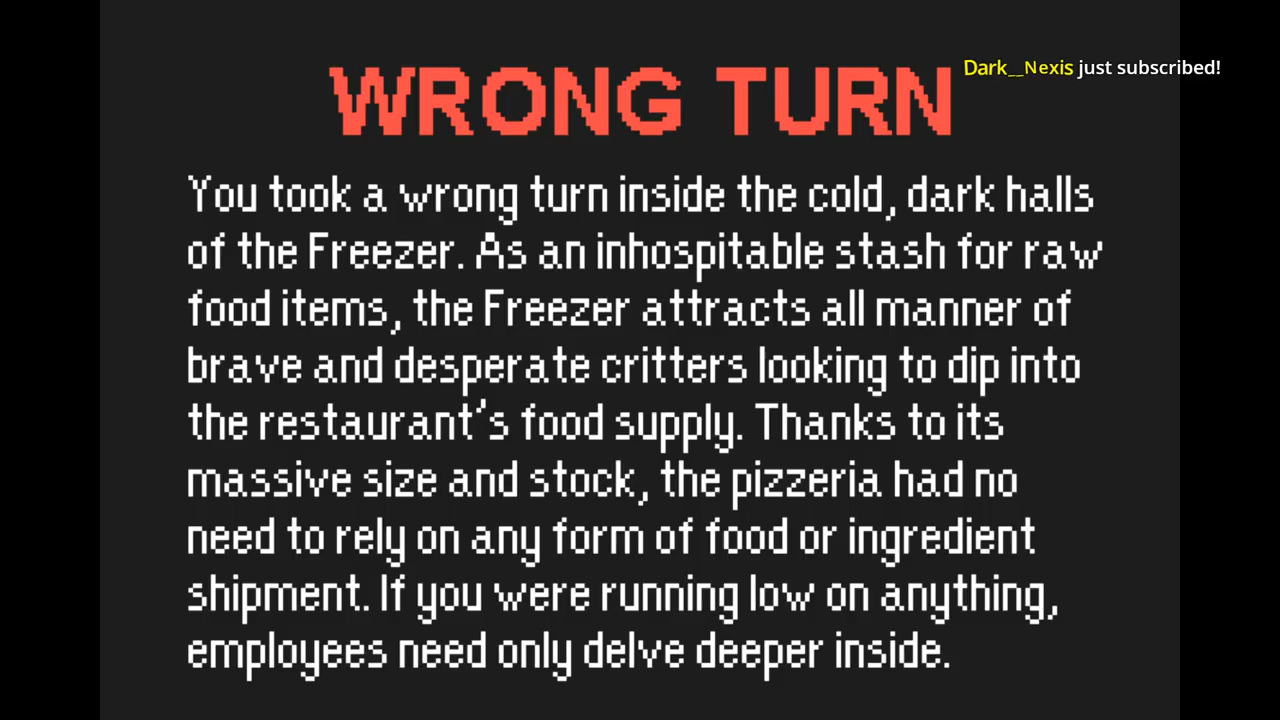 WRONG TURN
Dark__Nexis just subscribed!
You took a wrong turn inside the cold, dark halls
of the Freezer. As an inhospitable stash for raw
food items, the Freezer attracts all manner of
brave and desperate critters looking to dip into
the restaurant's food supply. Thanks to its
massive size and stock, the pizzeria had no
need to rely on any form of food or ingredient
shipment. If you were running low on anything,
employees need only delve deeper inside.